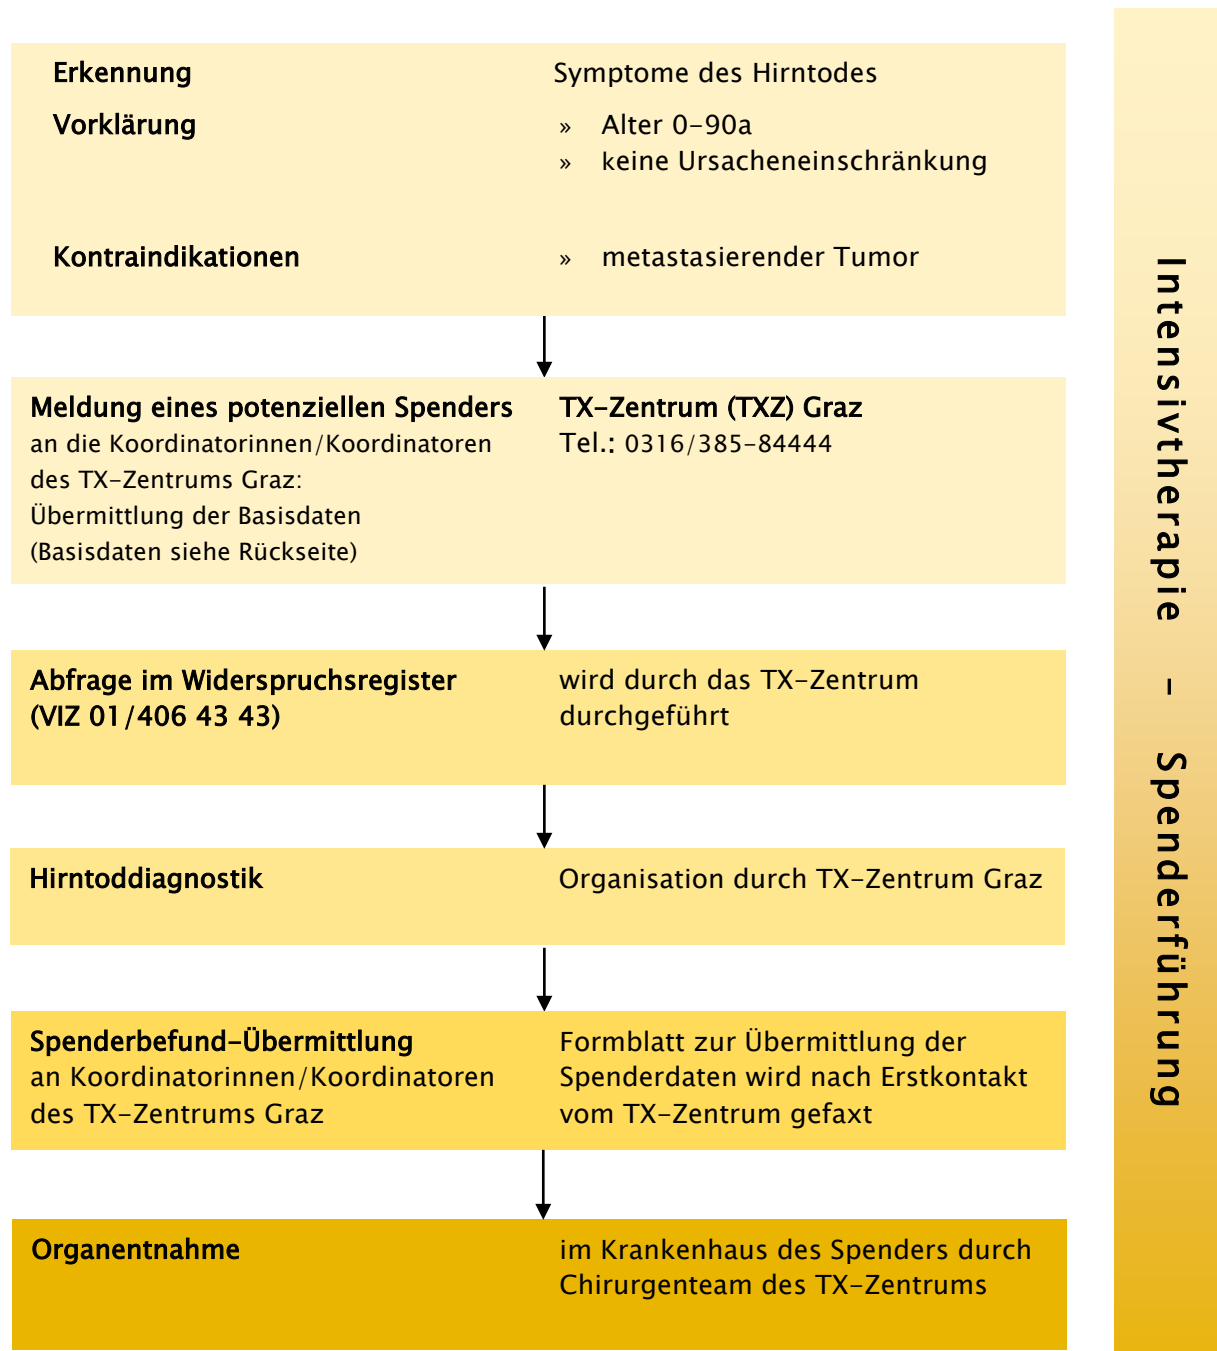 Erkennung Symptome des Hirntodes
Vorklärung » Alter 0-90a
» keine Ursacheneinschränkung
Kontraindikationen » metastasierender Tumor
Meldung eines potenziellen Spenders
an die Koordinatorinnen/Koordinatoren
des TX-Zentrums Graz:
Übermittlung der Basisdaten
(Basisdaten siehe Rückseite)
TX-Zentrum (TXZ) Graz
Tel.: 0316/385-84444
Abfrage im Widerspruchsregister
(VIZ 01/406 43 43)
wird durch das TX-Zentrum
durchgeführt
Hirntoddiagnostik Organisation durch TX-Zentrum Graz
Spenderbefund-Übermittlung
an Koordinatorinnen/Koordinatoren
des TX-Zentrums Graz
Formblatt zur Übermittlung der
Spenderdaten wird nach Erstkontakt
vom TX-Zentrum gefaxt
Organentnahme
im Krankenhaus des Spenders durch
Chirurgenteam des TX-Zentrums
Intensivtherapie - Spenderführung